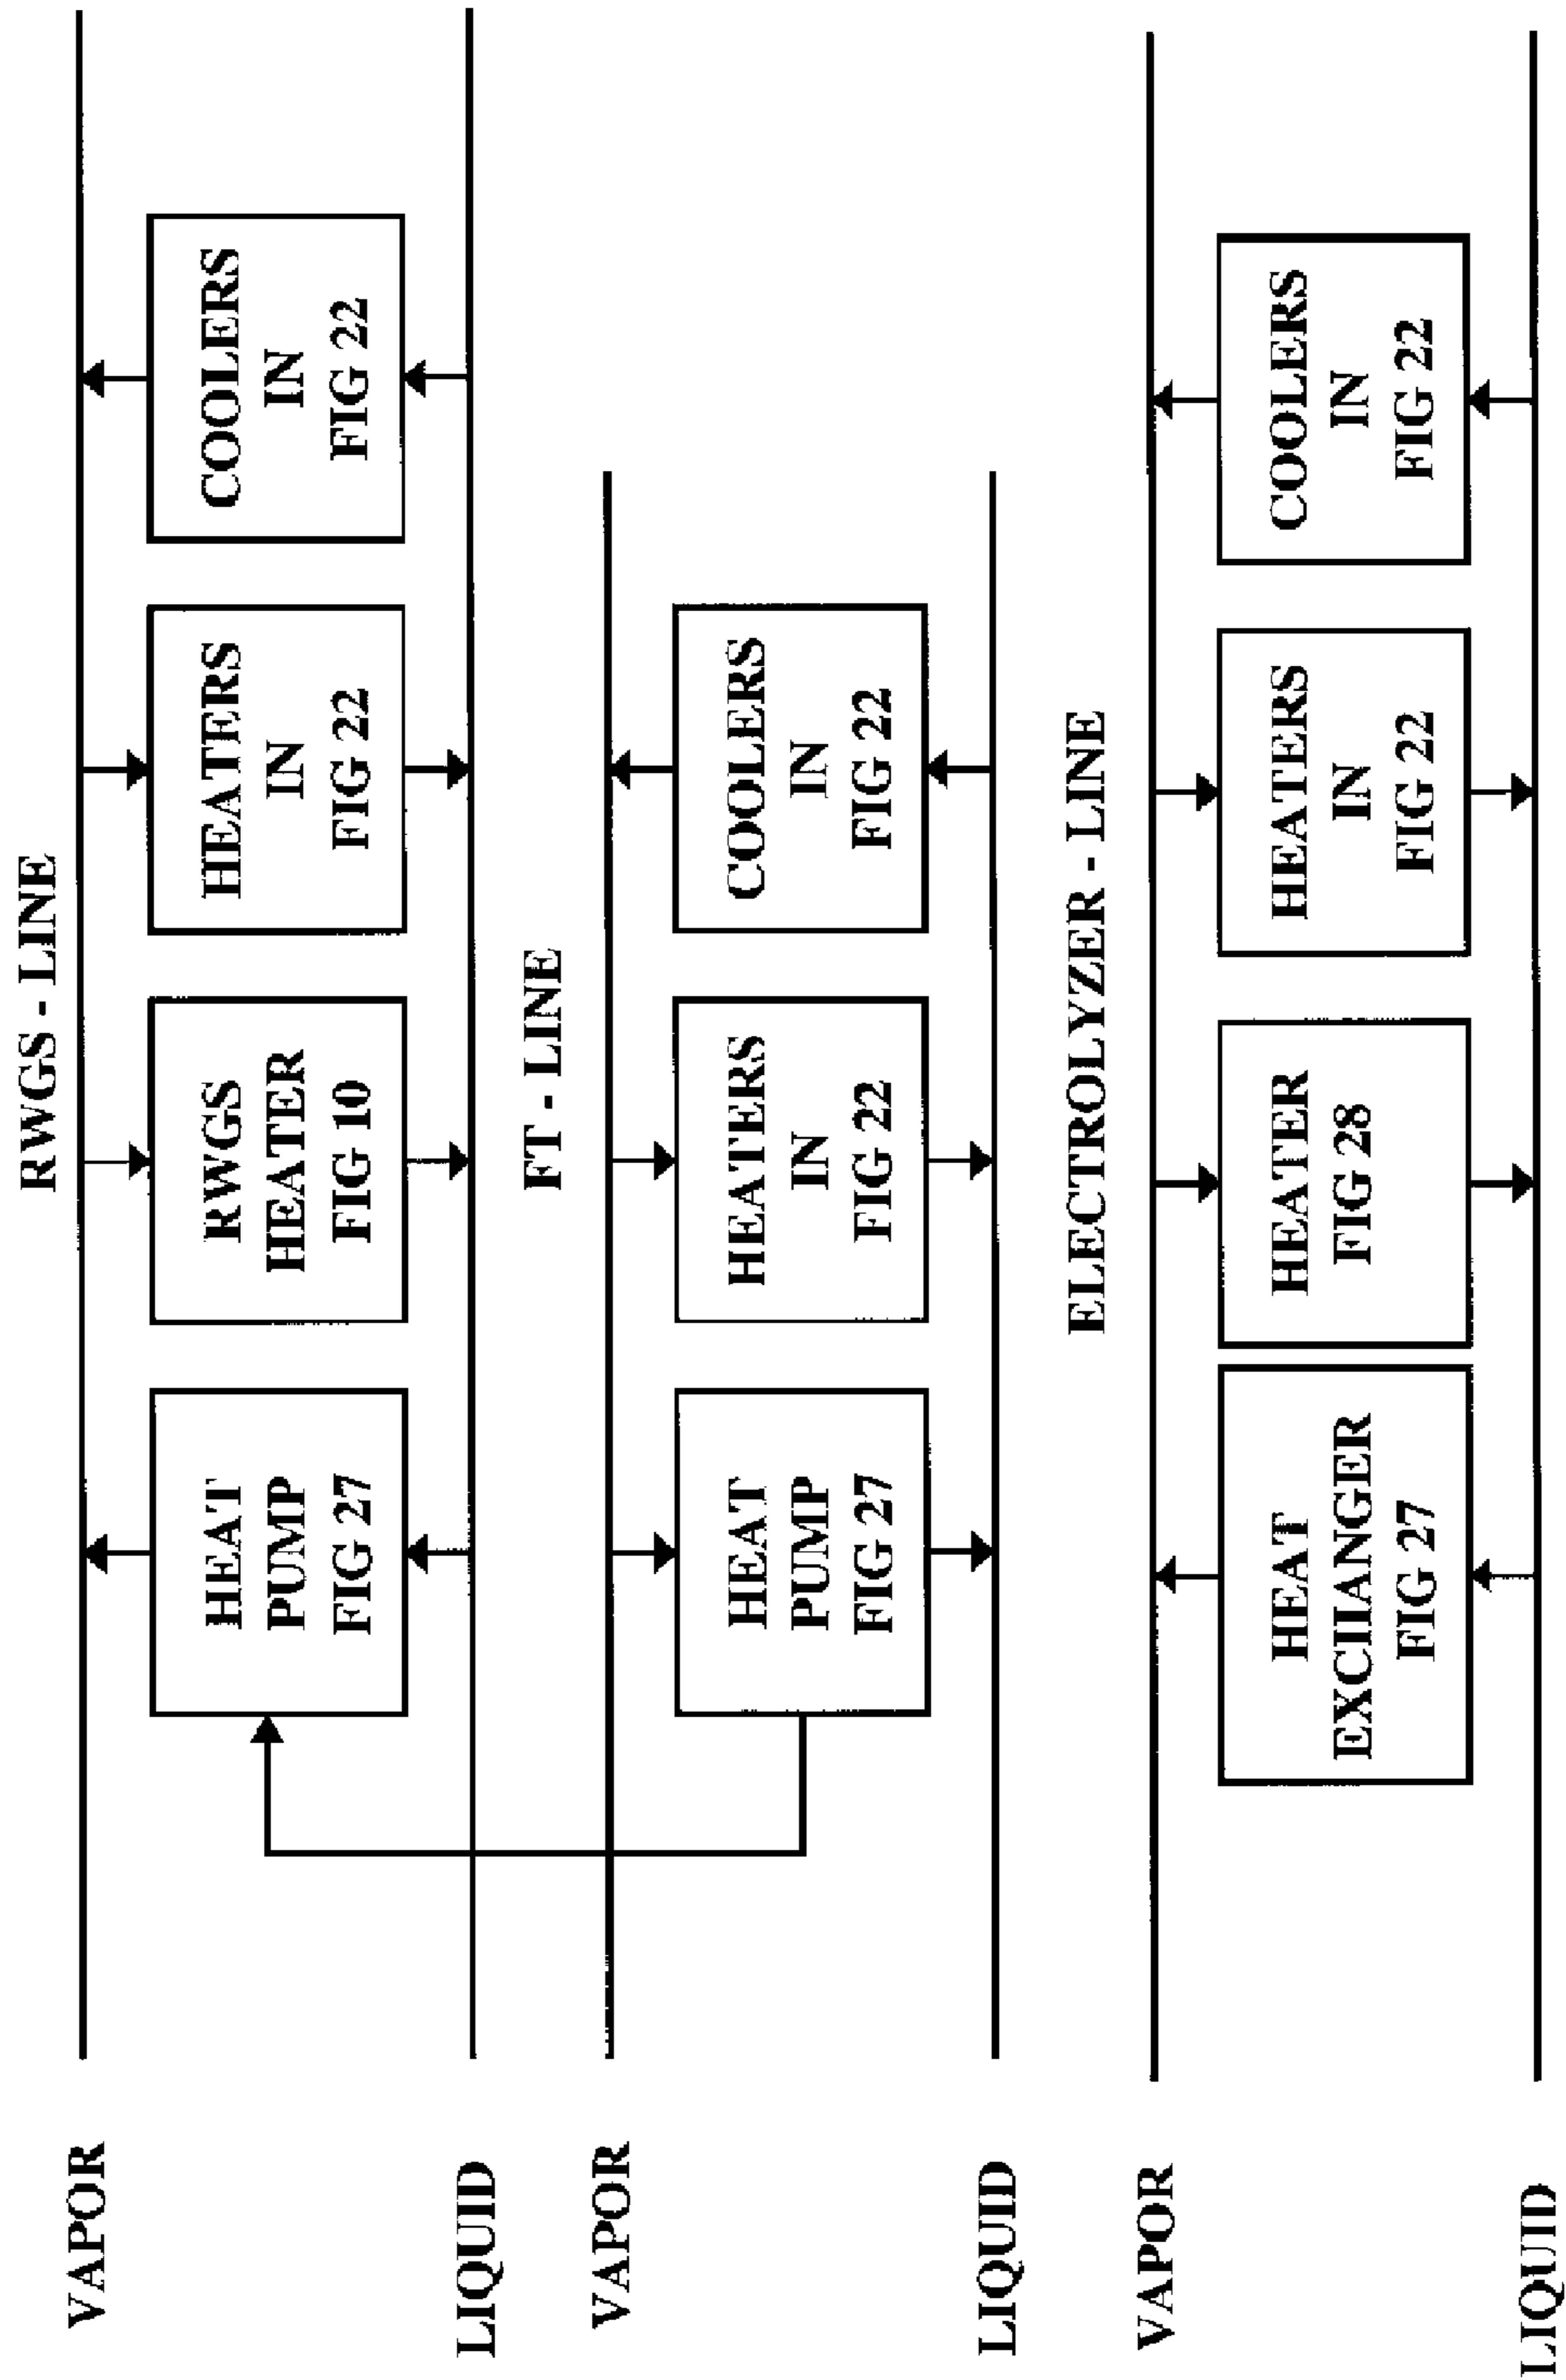 RWGS - LINE
VAPOR
HEAT
PUMP
FIG 27
RWGS
HEATER
FIG 10
HEATERS
IN
FIG 22
COOLERS
IN
FIG 22
LIQUID
FT - LINE
VAPOR
HEAT
PUMP
FIG 27
HEATERS
IN
FIG 22
COOLERS
IN
FIG 22
LIQUID
ELECTROLYZER - LINE
VAPOR
HEAT
EXCHANGER
FIG 27
HEATER
FIG 28
HEATERS
IN
FIG 22
COOLERS
IN
FIG 22
LIQUID